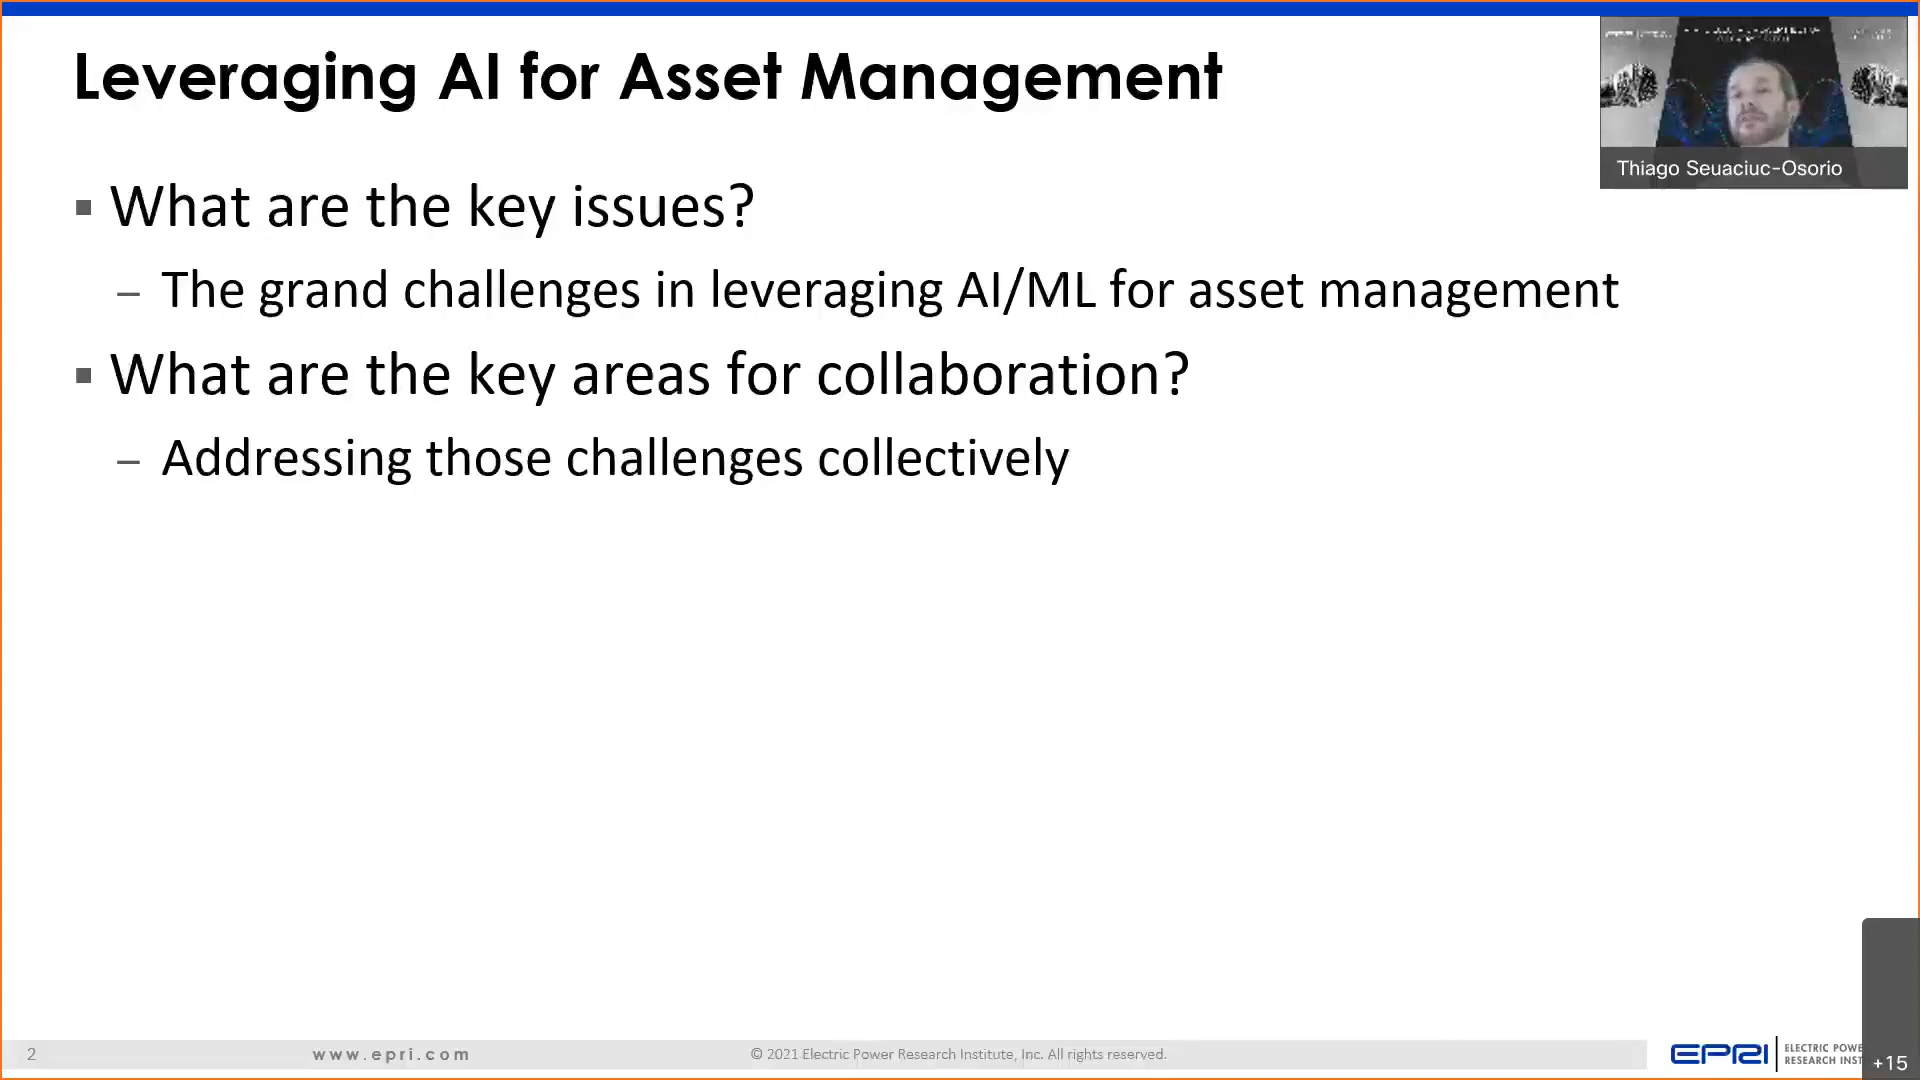 Leveraging AI for Asset Management
Thiago Seuaciuc-Osorio
▪ What are the key issues?
– The grand challenges in leveraging AI/ML for asset management
▪ What are the key areas for collaboration?
– Addressing those challenges collectively
2
www.epri.com
© 2021 Electric Power Research Institute, Inc. All rights reserved.
EPRI
ELECTRIC POWE
RESEARCH INST
+15